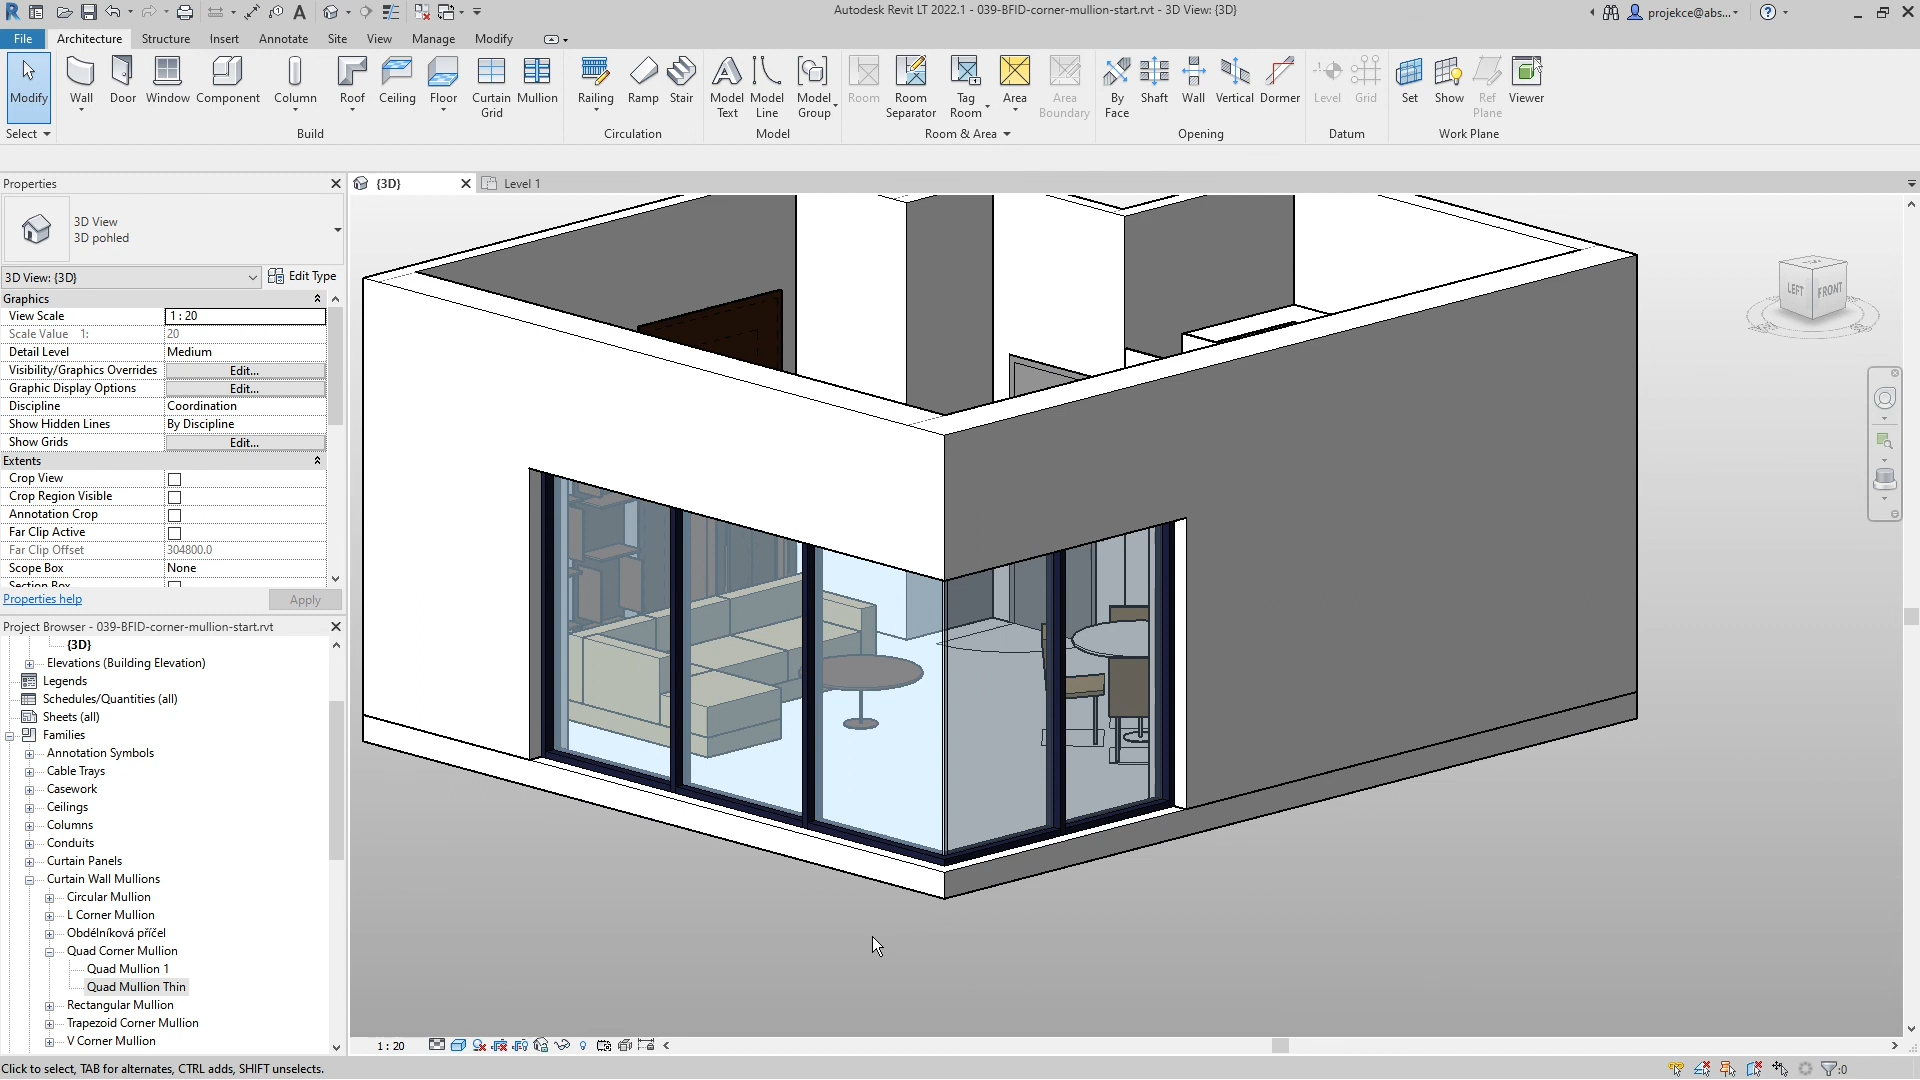 Autodesk Revit LT 2022.1 - 039-BFID-corner-mullion-start.rvt - 3D View: {3D}
projekce@abs...
File Architecture Structure Insert Annotate Site View Manage Modify
Modify Wall Door Window Component Column Roof Ceiling Floor Curtain Grid Mullion Railing Ramp Stair Model Text Model Line Model Group Room Room Separator Tag Room Area Area Boundary By Face Shaft Wall Vertical Dormer Level Grid Set Show Ref Plane Viewer
Select Build Circulation Model Room & Area Opening Datum Work Plane
Properties
{3D}
Level 1
3D View
3D pohled
3D View: {3D}
Edit Type
Graphics
View Scale 1 : 20
Scale Value 1: 20
Detail Level Medium
Visibility/Graphics Overrides Edit...
Graphic Display Options Edit...
Discipline Coordination
Show Hidden Lines By Discipline
Show Grids Edit...
Extents
Crop View
Crop Region Visible
Annotation Crop
Far Clip Active
Far Clip Offset 304800.0
Scope Box None
Section Box
Properties help
Apply
LEFT FRONT
Project Browser - 039-BFID-corner-mullion-start.rvt
{3D}
Elevations (Building Elevation)
Legends
Schedules/Quantities (all)
Sheets (all)
Families
Annotation Symbols
Cable Trays
Casework
Ceilings
Columns
Conduits
Curtain Panels
Curtain Wall Mullions
Circular Mullion
L Corner Mullion
Obdélníková příčel
Quad Corner Mullion
Quad Mullion 1
Quad Mullion Thin
Rectangular Mullion
Trapezoid Corner Mullion
V Corner Mullion
1 : 20
Click to select, TAB for alternates, CTRL adds, SHIFT unselects.
:0